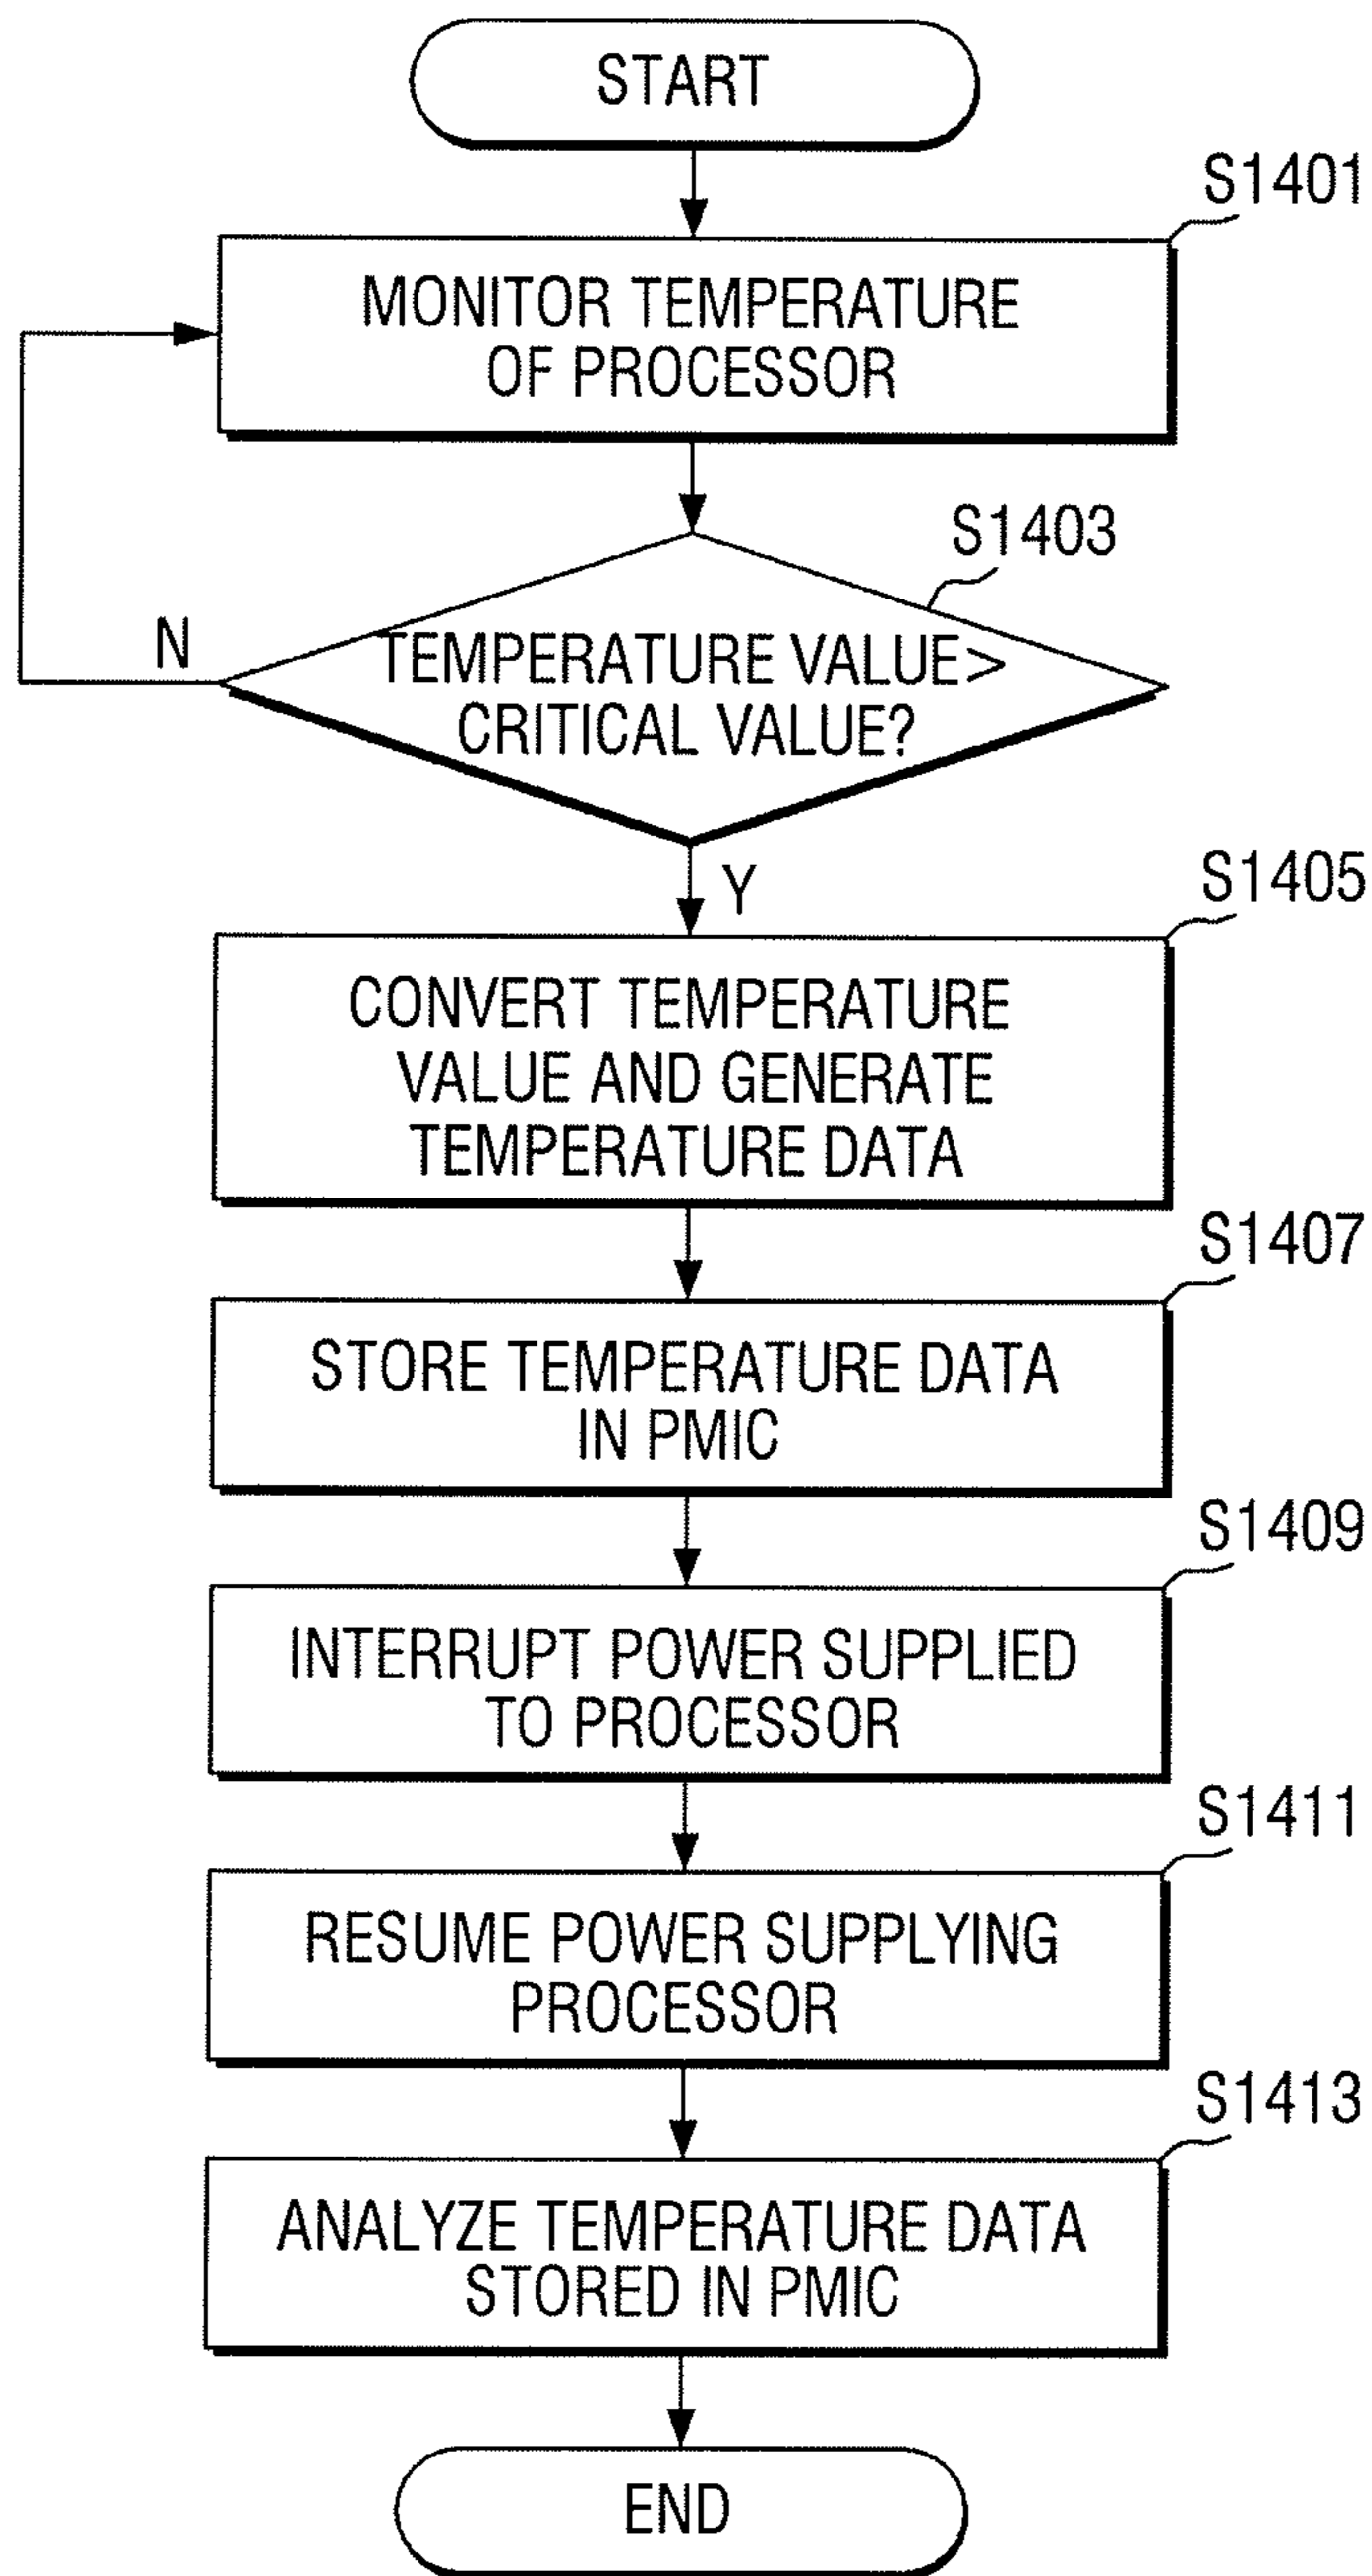 START
S1401
MONITOR TEMPERATURE
OF PROCESSOR
S1403
N
TEMPERATURE VALUE>
CRITICAL VALUE?
Y
S1405
CONVERT TEMPERATURE
VALUE AND GENERATE
TEMPERATURE DATA
S1407
STORE TEMPERATURE DATA
IN PMIC
S1409
INTERRUPT POWER SUPPLIED
TO PROCESSOR
S1411
RESUME POWER SUPPLYING
PROCESSOR
S1413
ANALYZE TEMPERATURE DATA
STORED IN PMIC
END